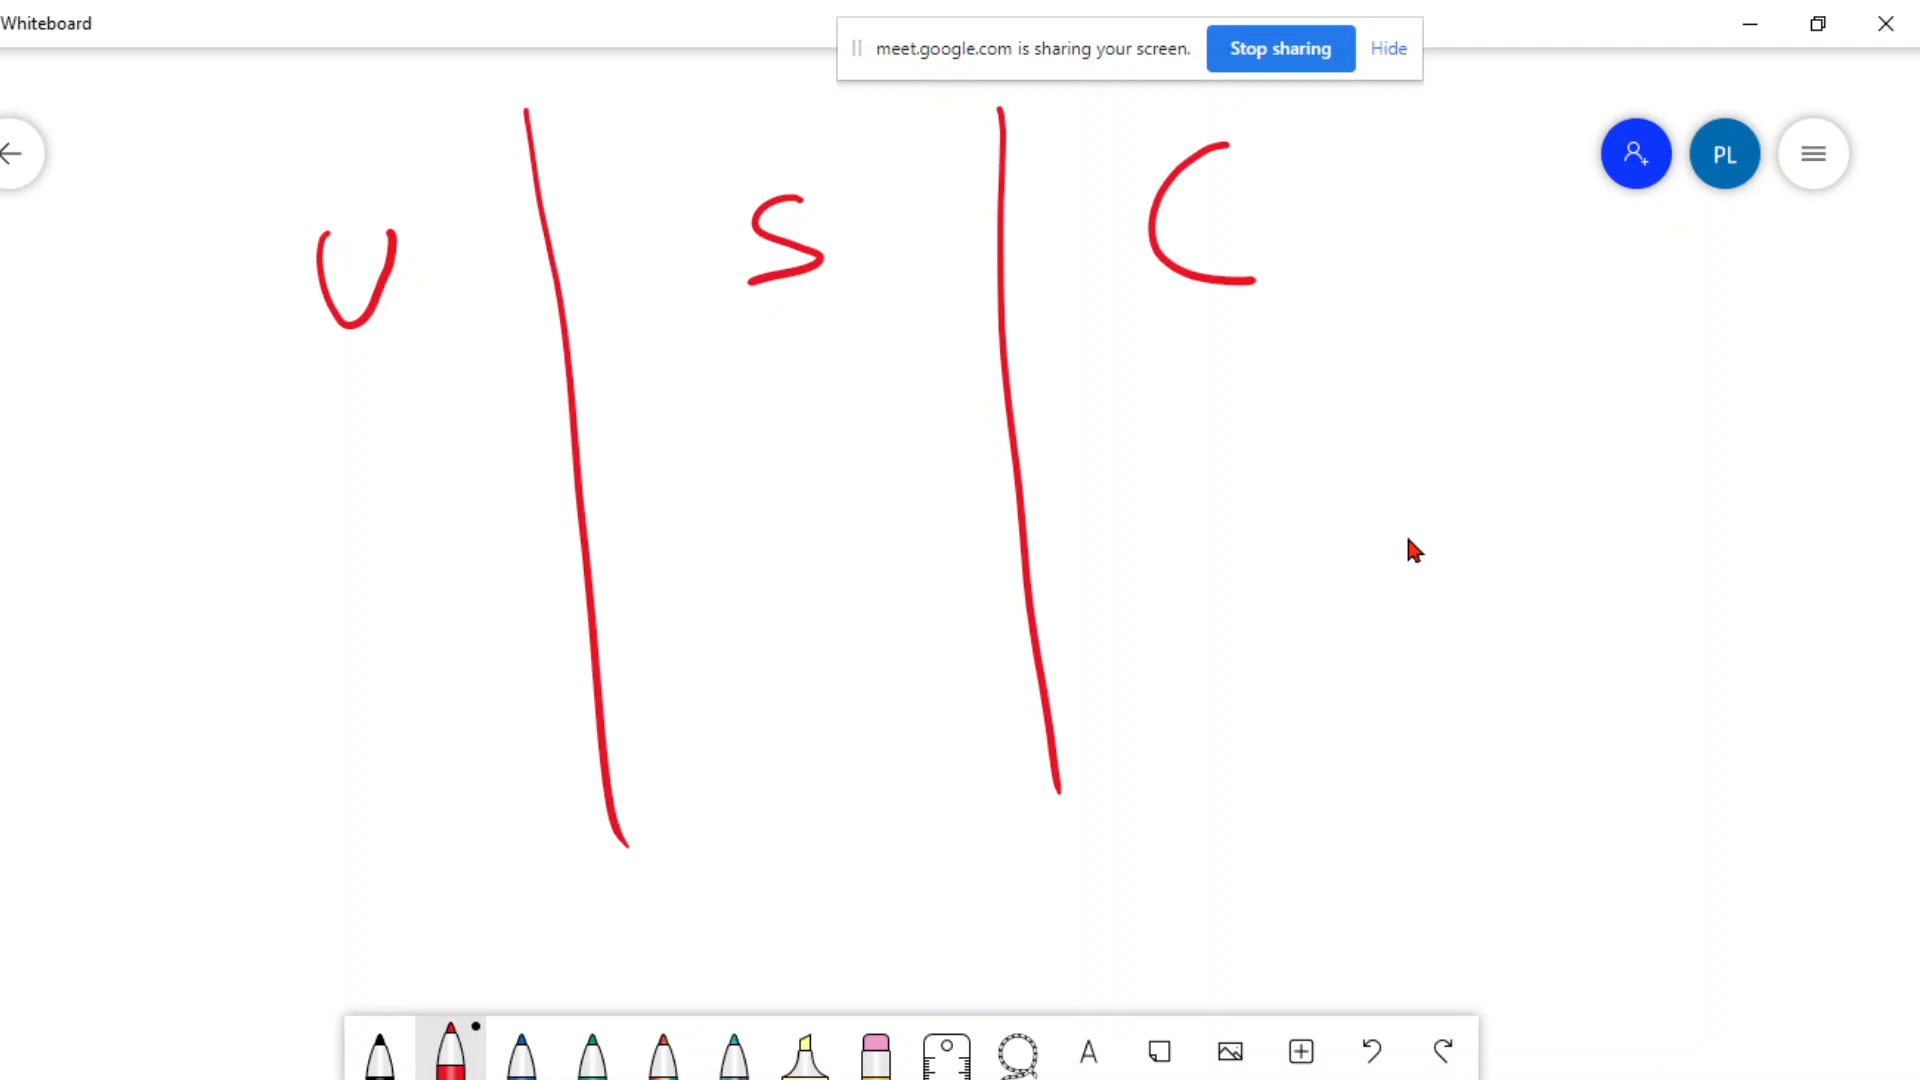 Whiteboard
meet.google.com is sharing your screen. Stop sharing Hide
PL
U S C
A